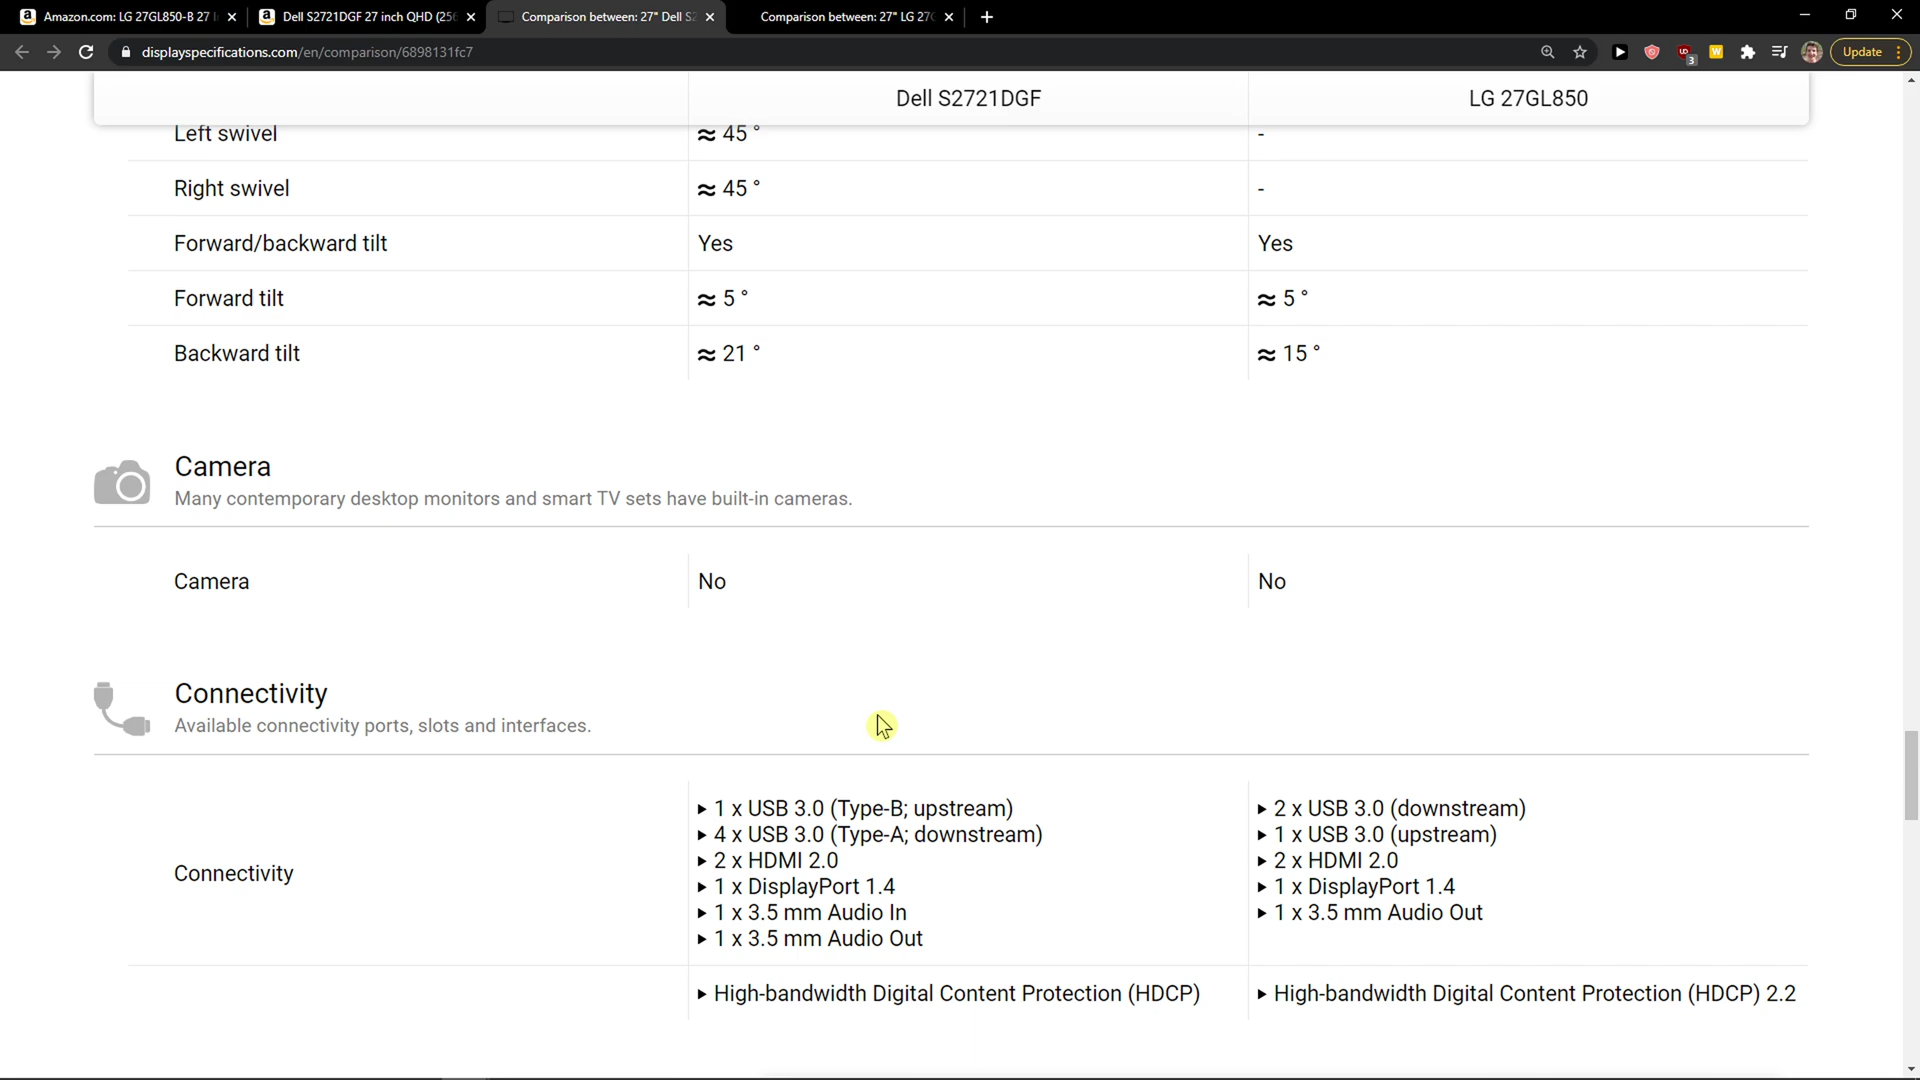 Amazon.com: LG 27GL850-B 27 I
Dell S2721DGF 27 inch QHD (256
Comparison between: 27" Dell S2
Comparison between: 27" LG 27G
displayspecifications.com/en/comparison/6898131fc7
3
W
Update
Dell S2721DGF
LG 27GL850
Left swivel
≈ 45 °
-
Right swivel
≈ 45 °
-
Forward/backward tilt
Yes
Yes
Forward tilt
≈ 5 °
≈ 5 °
Backward tilt
≈ 21 °
≈ 15 °
Camera
Many contemporary desktop monitors and smart TV sets have built-in cameras.
Camera
No
No
Connectivity
Available connectivity ports, slots and interfaces.
Connectivity
1 x USB 3.0 (Type-B; upstream)
4 x USB 3.0 (Type-A; downstream)
2 x HDMI 2.0
1 x DisplayPort 1.4
1 x 3.5 mm Audio In
1 x 3.5 mm Audio Out
2 x USB 3.0 (downstream)
1 x USB 3.0 (upstream)
2 x HDMI 2.0
1 x DisplayPort 1.4
1 x 3.5 mm Audio Out
High-bandwidth Digital Content Protection (HDCP)
High-bandwidth Digital Content Protection (HDCP) 2.2